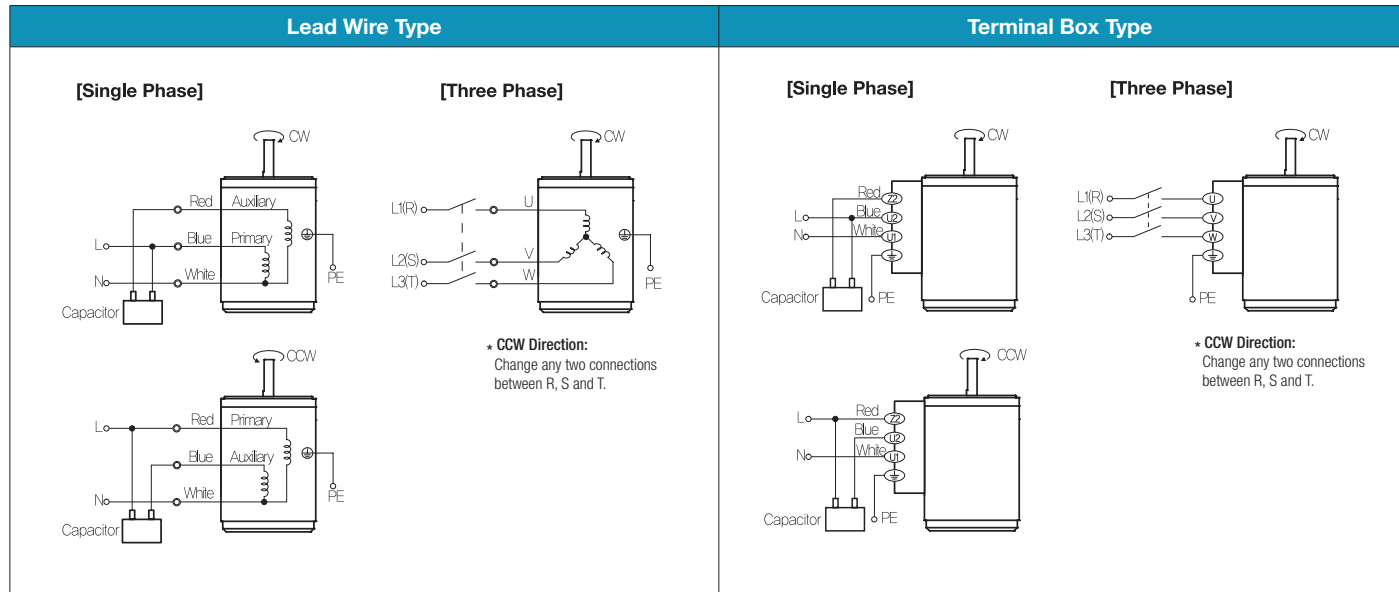 Lead Wire Type
Terminal Box Type
[Single Phase]
[Three Phase]
[Single Phase]
[Three Phase]
CW
Red
Auxiliary
L
Blue
Primary
N
White
PE
Capacitor
CW
L1(R)
U
L2(S)
V
L3(T)
W
PE
* CCW Direction:
Change any two connections
between R, S and T.
CCW
L
Red
Primary
Blue
Auxiliary
N
White
PE
Capacitor
CW
Red
Z2
L
Blue
U2
N
White
U1
Capacitor
PE
CW
L1(R)
U
L2(S)
V
L3(T)
W
PE
* CCW Direction:
Change any two connections
between R, S and T.
CCW
L
Red
Z2
Blue
U2
N
White
U1
Capacitor
PE